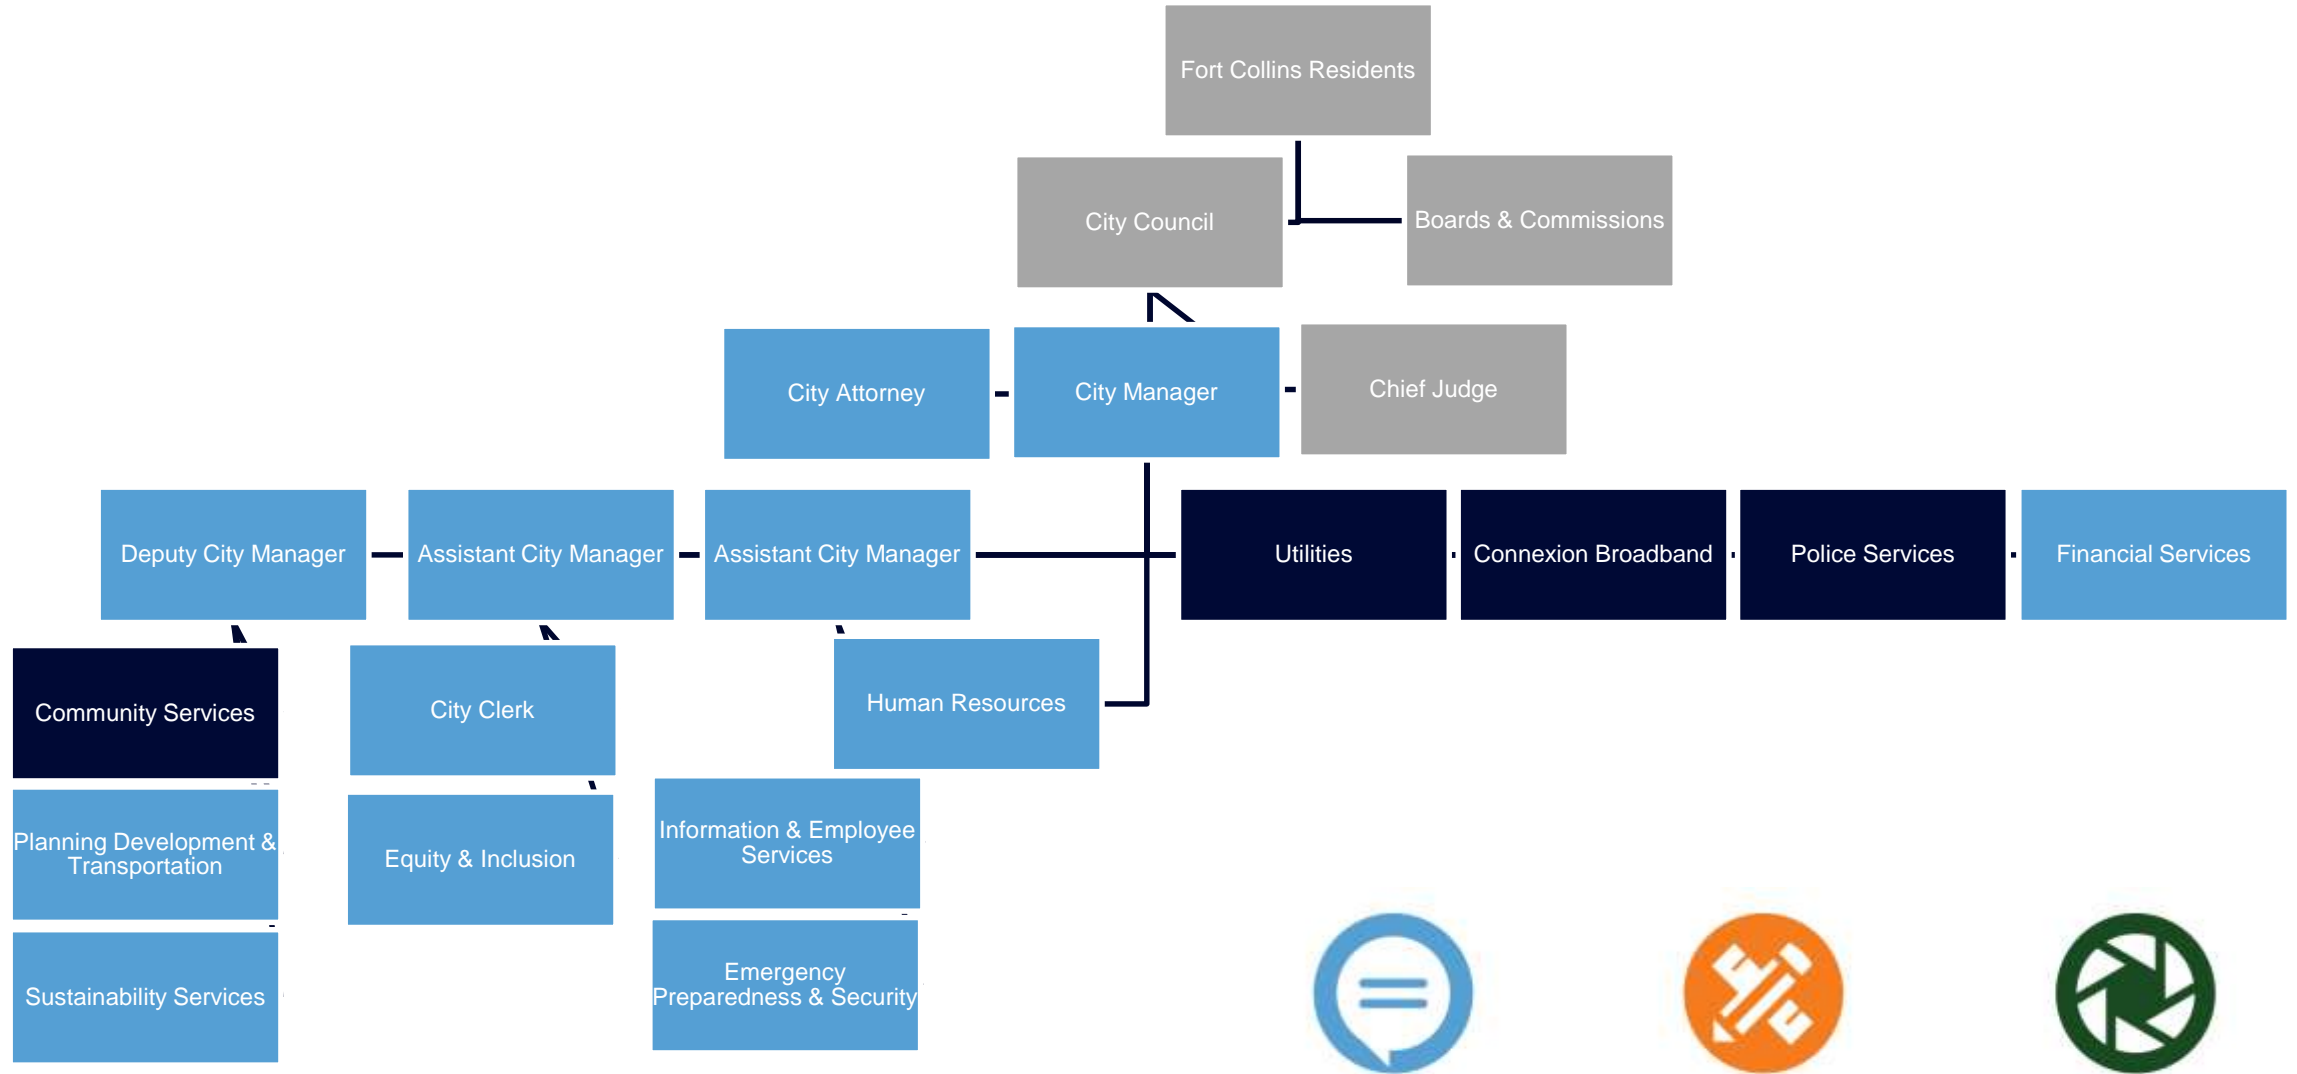 Fort Collins Residents
City Council
Boards & Commissions
City Attorney
City Manager
Chief Judge
Deputy City Manager
Assistant City Manager
Assistant City Manager
Utilities
Connexion Broadband
Police Services
Financial Services
Community Services
City Clerk
Human Resources
Planning Development &
Transportation
Equity & Inclusion
Information & Employee
Services
Sustainability Services
Emergency
Preparedness & Security